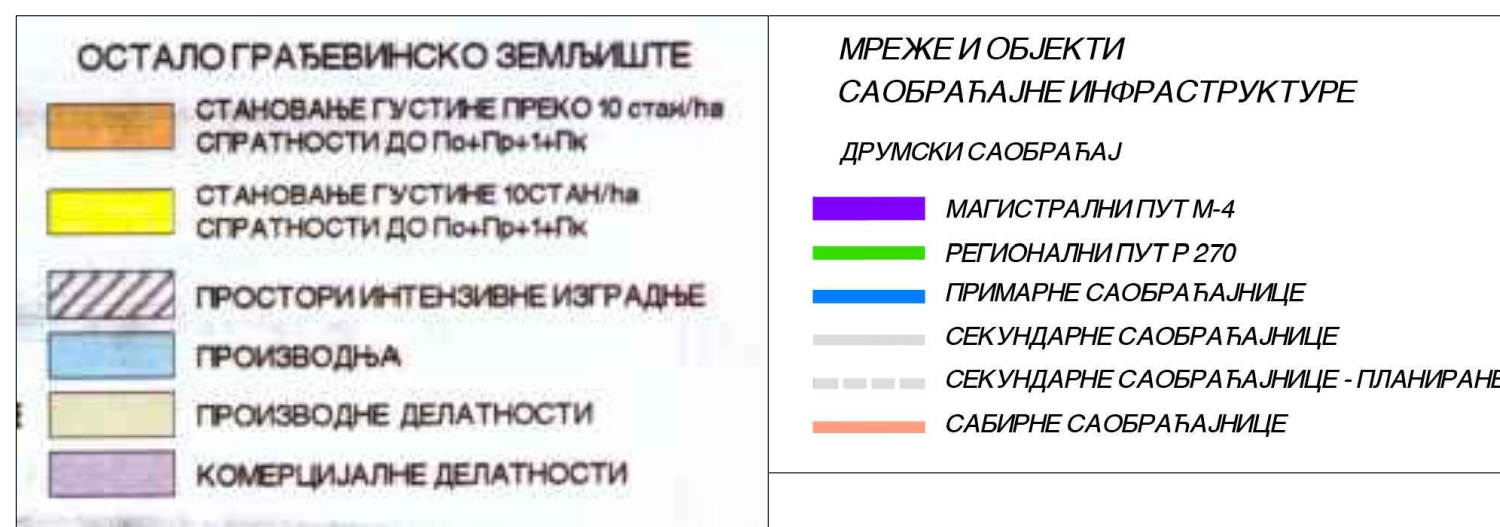 ОСТАЛО ГРАЂЕВИНСКО ЗЕМЉИШТЕ
СТАНОВАЊЕ ГУСТИНЕ ПРЕКО 10 стан/ha
СПРАТНОСТИ ДО По+Пр+1+Пк
СТАНОВАЊЕ ГУСТИНЕ 10СТАН/ha
СПРАТНОСТИ ДО По+Пр+1+Пк
ПРОСТОРИ ИНТЕНЗИВНЕ ИЗГРАДЊЕ
ПРОИЗВОДЊА
ПРОИЗВОДНЕ ДЕЛАТНОСТИ
КОМЕРЦИЈАЛНЕ ДЕЛАТНОСТИ
МРЕЖЕ И ОБЈЕКТИ
САОБРАЋАЈНЕ ИНФРАСТРУКТУРЕ
ДРУМСКИ САОБРАЋАЈ
МАГИСТРАЛНИ ПУТ М-4
РЕГИОНАЛНИ ПУТ Р 270
ПРИМАРНЕ САОБРАЋАЈНИЦЕ
СЕКУНДАРНЕ САОБРАЋАЈНИЦЕ
СЕКУНДАРНЕ САОБРАЋАЈНИЦЕ - ПЛАНИРАНЕ
САБИРНЕ САОБРАЋАЈНИЦЕ